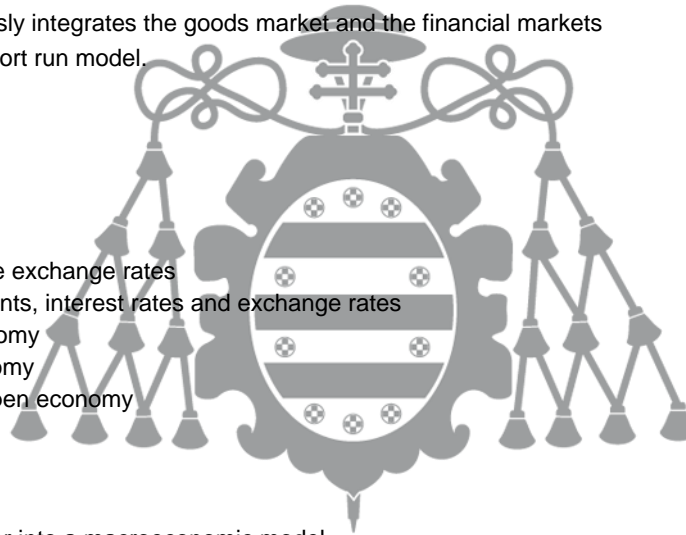 sly integrates the goods market and the financial markets
ort run model.
e exchange rates
nts, interest rates and exchange rates
omy
omy
pen economy
r into a macroeconomic model